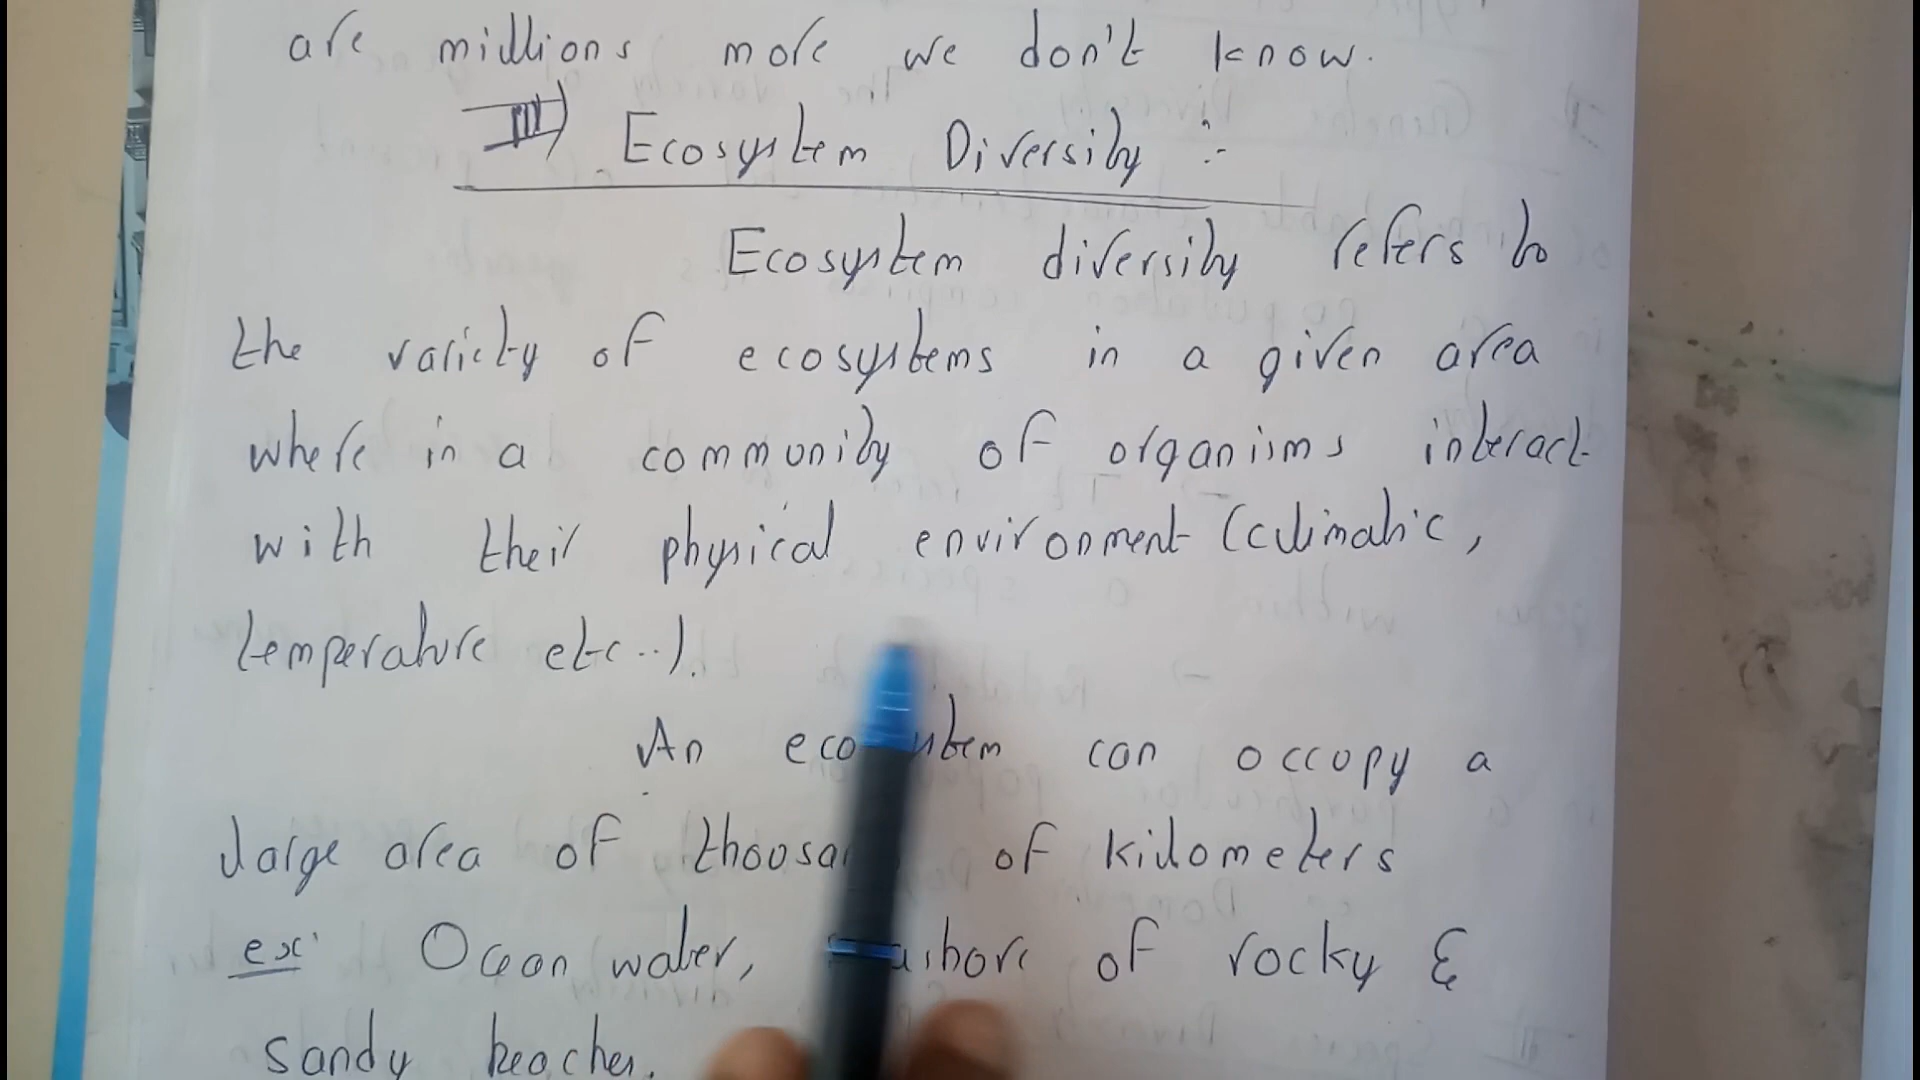 are millions more we don't know.
III) Ecosystem Diversity :-
Ecosystem diversity refers to
the variety of ecosystems in a given area
where in a community of organisms interact
with their physical environment (climatic,
temperature etc..).
An can occupy a
large area of of kilometers
ex: Ocean water, of rocky &
sandy beaches.